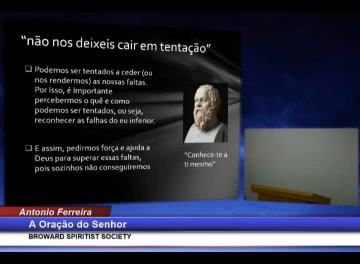 “não nos deixeis cair em tentação”
❑ Podemos ser tentados a ceder (ou
nos rendermos) as nossas faltas.
Por isso, é importante
percebermos o quê e como
podemos ser tentados, ou seja,
reconhecer as falhas do eu inferior.
❑ E assim, pedirmos força e ajuda a
Deus para superar essas faltas,
pois sozinhos não conseguiremos
“Conhece-te a
ti mesmo”
Antonio Ferreira
A Oração do Senhor
BROWARD SPIRITIST SOCIETY